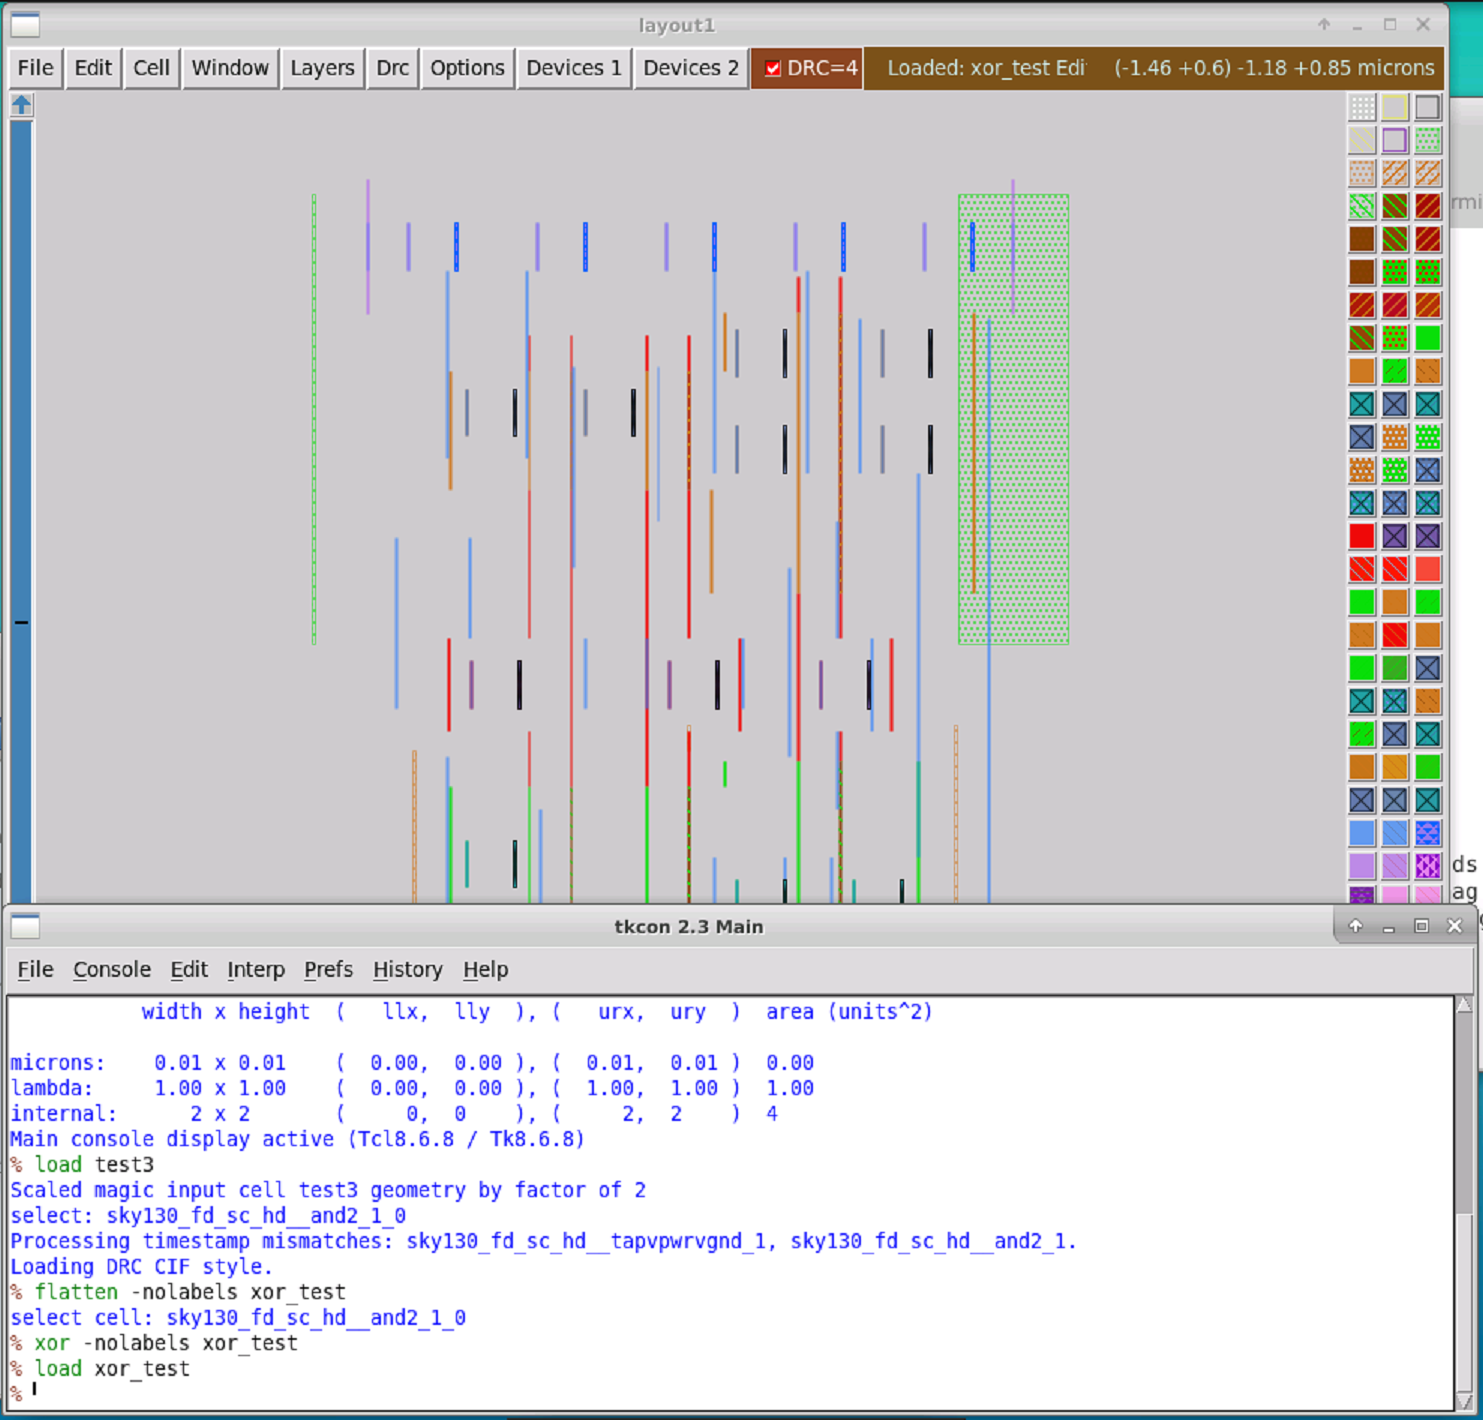 layout1
File Edit Cell Window Layers Drc Options Devices 1 Devices 2 DRC=4 Loaded: xor_test Edi (-1.46 +0.6) -1.18 +0.85 microns
rmi
ds
ag
tkcon 2.3 Main
File Console Edit Interp Prefs History Help
width x height ( llx, lly ), ( urx, ury ) area (units^2)
microns: 0.01 x 0.01 ( 0.00, 0.00 ), ( 0.01, 0.01 ) 0.00
lambda: 1.00 x 1.00 ( 0.00, 0.00 ), ( 1.00, 1.00 ) 1.00
internal: 2 x 2 ( 0, 0 ), ( 2, 2 ) 4
Main console display active (Tcl8.6.8 / Tk8.6.8)
% load test3
Scaled magic input cell test3 geometry by factor of 2
select: sky130_fd_sc_hd__and2_1_0
Processing timestamp mismatches: sky130_fd_sc_hd__tapvpwrvgnd_1, sky130_fd_sc_hd__and2_1.
Loading DRC CIF style.
% flatten -nolabels xor_test
select cell: sky130_fd_sc_hd__and2_1_0
% xor -nolabels xor_test
% load xor_test
%